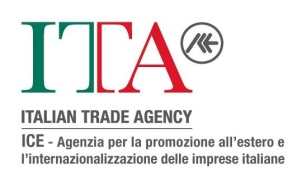 ITA
ITALIAN TRADE AGENCY
ICE - Agenzia per la promozione all'estero e
l'internazionalizzazione delle imprese italiane